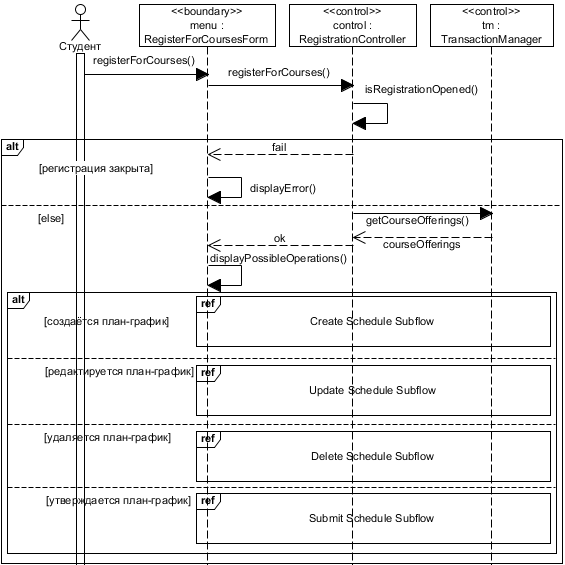 <<boundary>>
menu :
RegisterForCoursesForm
<<control>>
control :
RegistrationController
<<control>>
tm :
TransactionManager
Студент
registerForCourses()
registerForCourses()
isRegistrationOpened()
alt
fail
[регистрация закрыта]
displayError()
[else]
getCourseOfferings()
ok
courseOfferings
displayPossibleOperations()
alt
ref
[создаётся план-график]
Create Schedule Subflow
[редактируется план-график]
ref
Update Schedule Subflow
[удаляется план-график]
ref
Delete Schedule Subflow
[утверждается план-график]
ref
Submit Schedule Subflow